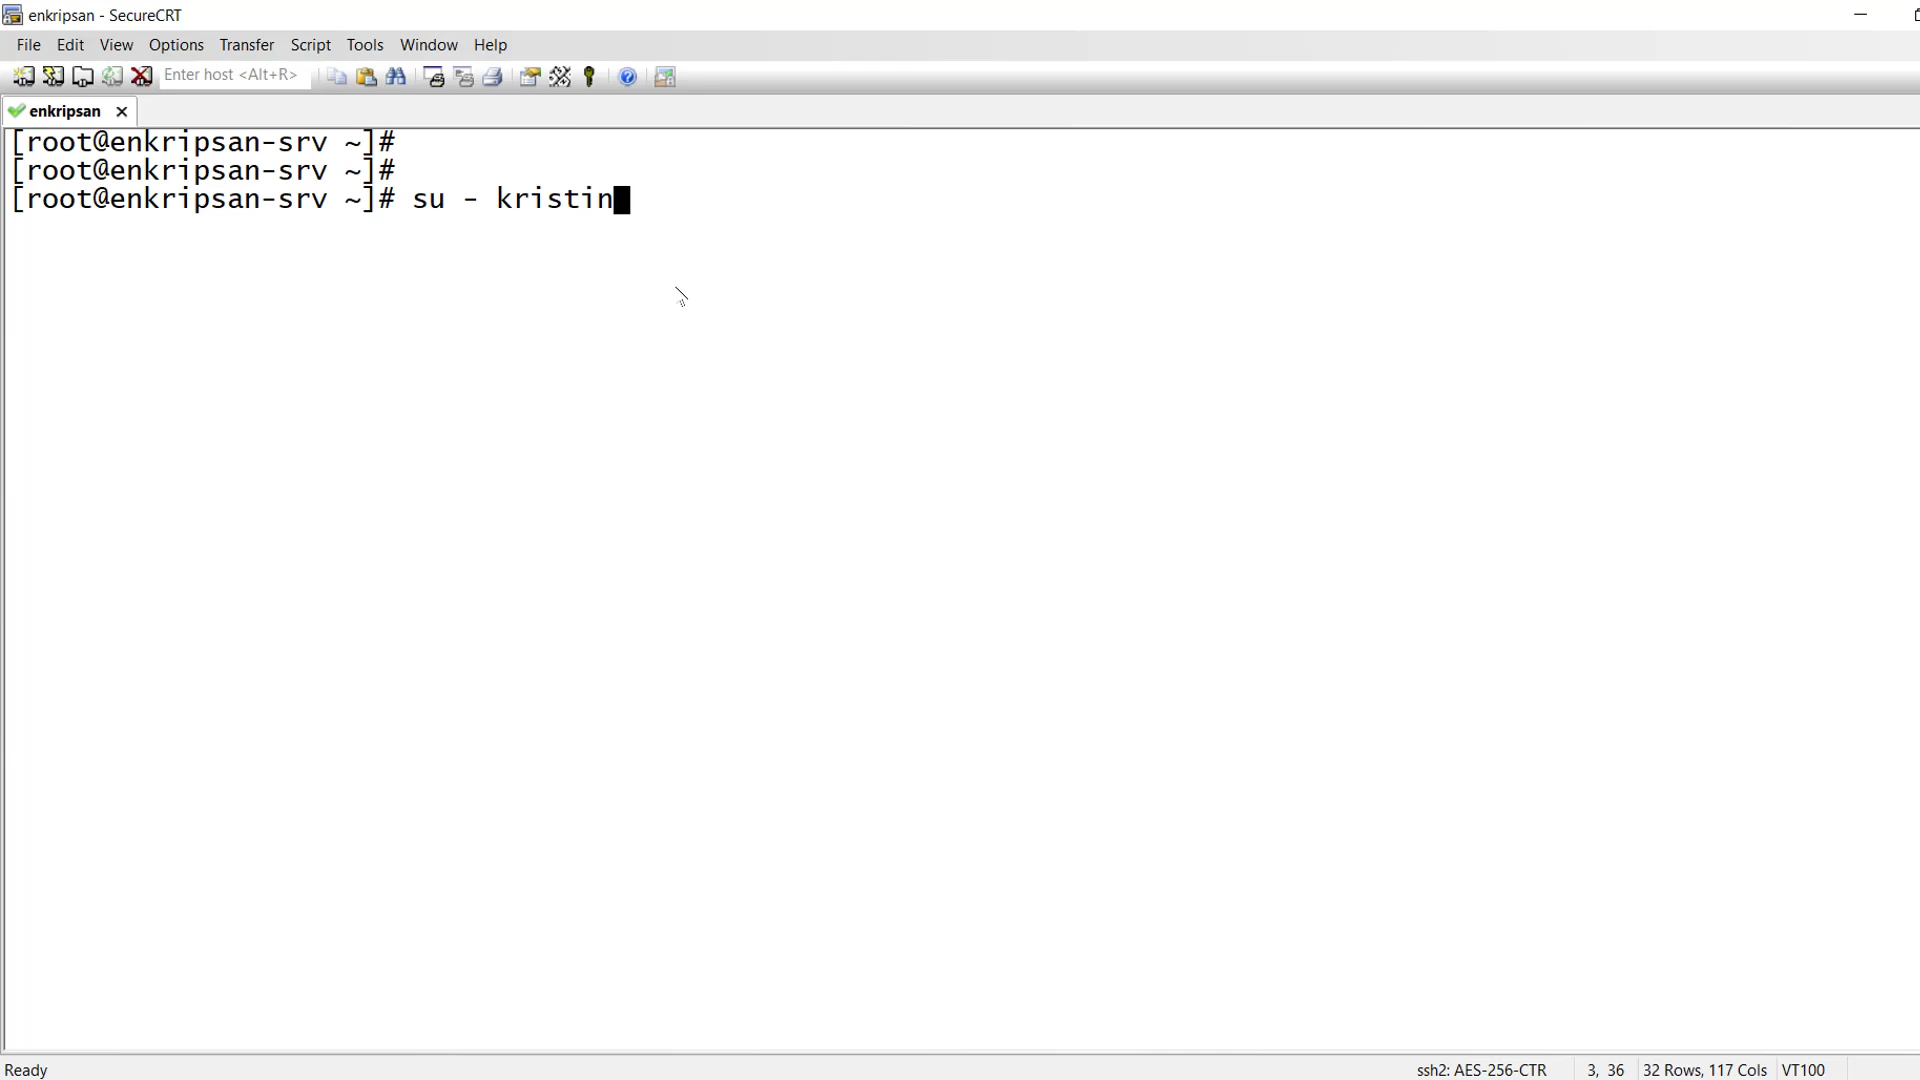 enkripsan - SecureCRT
File Edit View Options Transfer Script Tools Window Help
Enter host <Alt+R>
enkripsan
[root@enkripsan-srv ~]#
[root@enkripsan-srv ~]#
[root@enkripsan-srv ~]# su - kristin
Ready ssh2: AES-256-CTR 3, 36 32 Rows, 117 Cols VT100